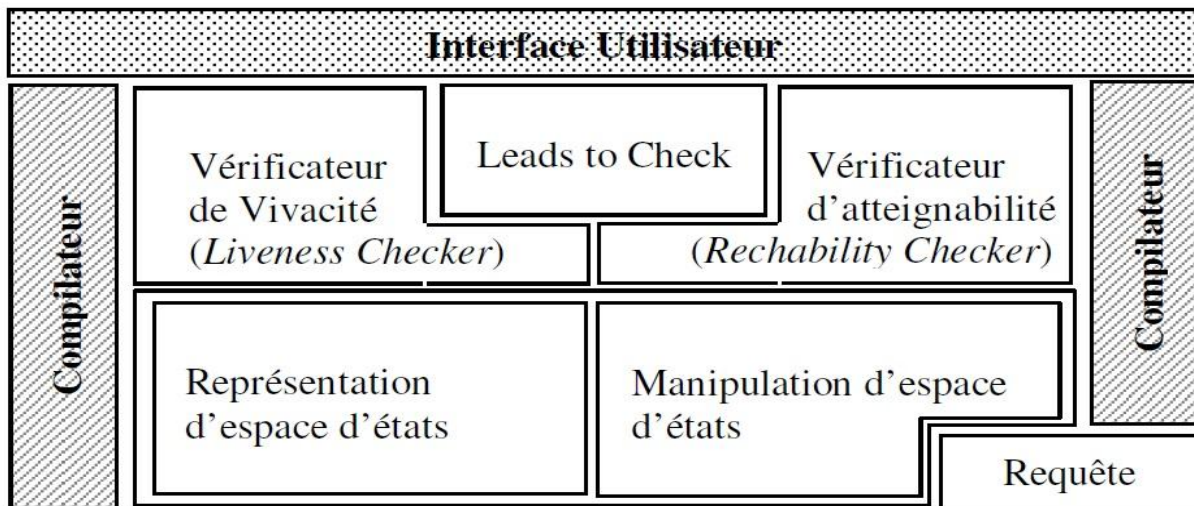 Interface Utilisateur
Compilateur
Vérificateur
de Vivacité
(Liveness Checker)
Leads to Check
Vérificateur
d’atteignabilité
(Rechability Checker)
Compilateur
Représentation
d’espace d’états
Manipulation d’espace
d’états
Requête